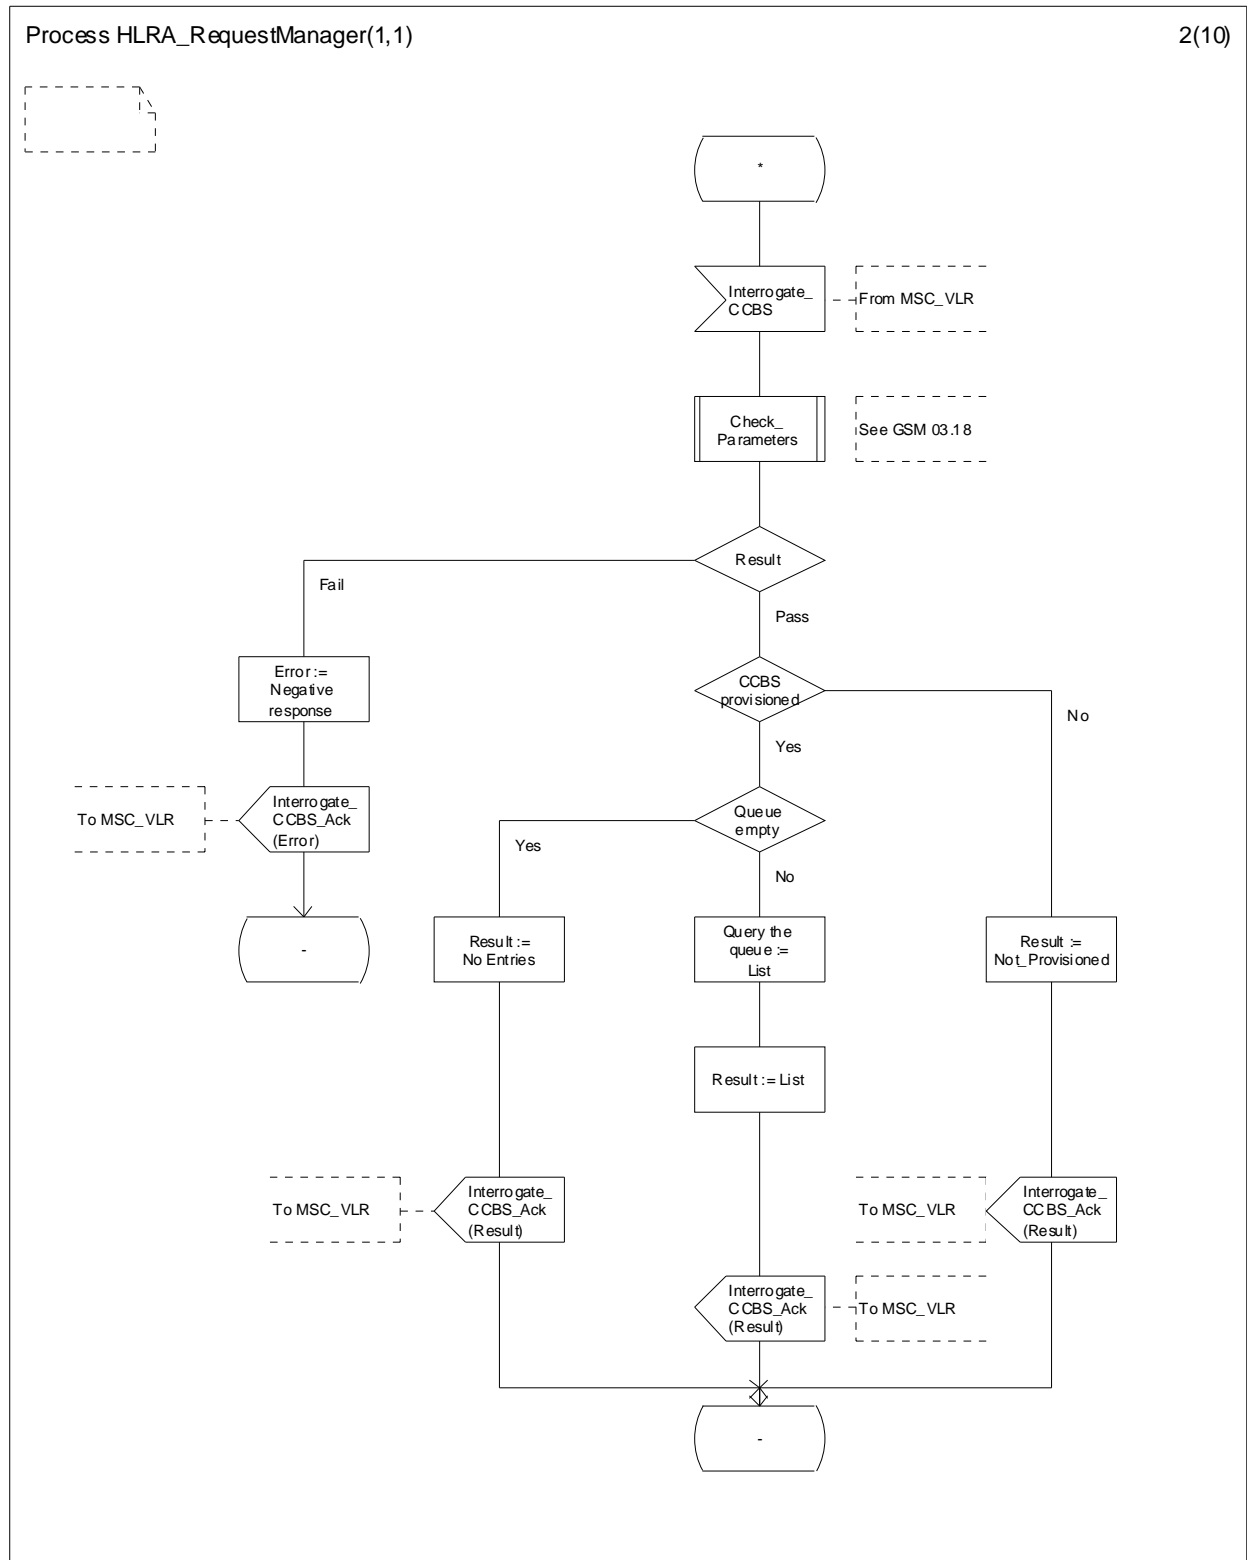 Process HLRA_RequestManager(1,1)
2(10)
*
Interrogate_
CCBS
From MSC_VLR
Check_
Parameters
See GSM 03.18
Result
Fail
Pass
Error :=
Negative
response
CCBS
provisioned
No
Yes
To MSC_VLR
Interrogate_
CCBS_Ack
(Error)
Queue
empty
Yes
No
-
Result :=
No Entries
Query the
queue :=
List
Result :=
Not_Provisioned
Result := List
To MSC_VLR
Interrogate_
CCBS_Ack
(Result)
To MSC_VLR
Interrogate_
CCBS_Ack
(Result)
Interrogate_
CCBS_Ack
(Result)
To MSC_VLR
-